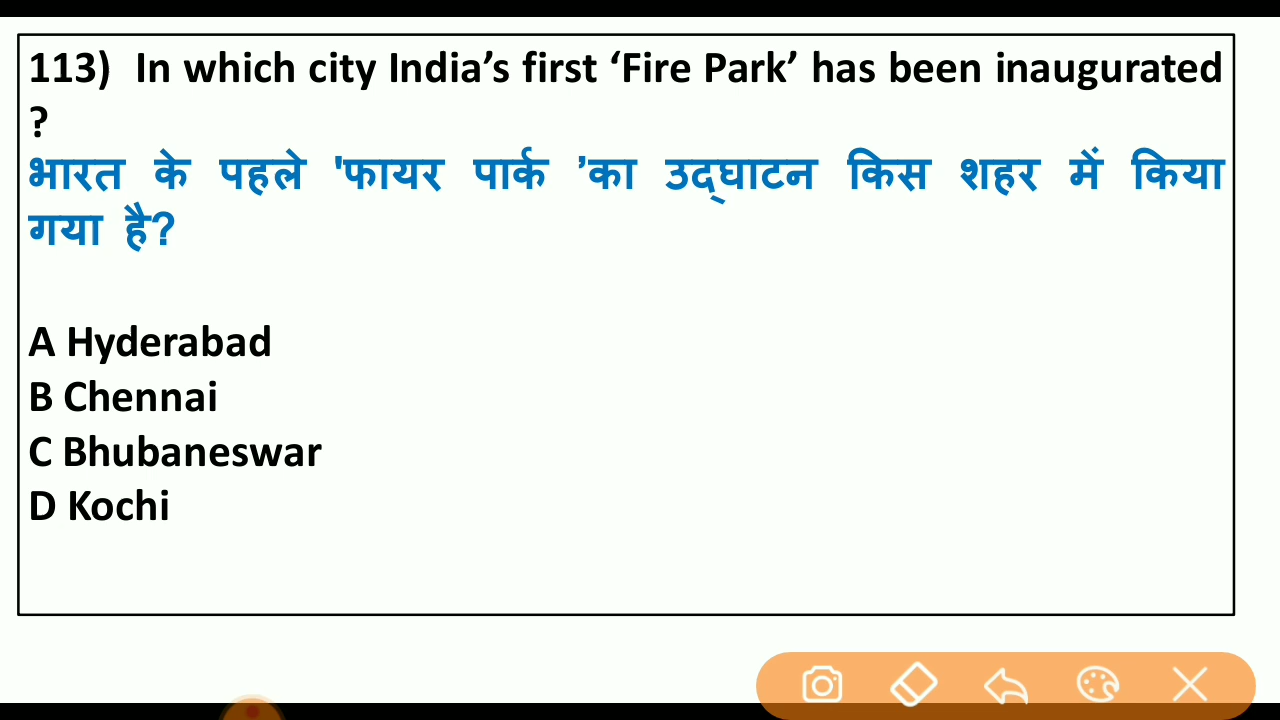 113) In which city India’s first ‘Fire Park’ has been inaugurated
?
भारत के पहले 'फायर पार्क ’का उद्घाटन किस शहर में किया
गया है?
A Hyderabad
B Chennai
C Bhubaneswar
D Kochi